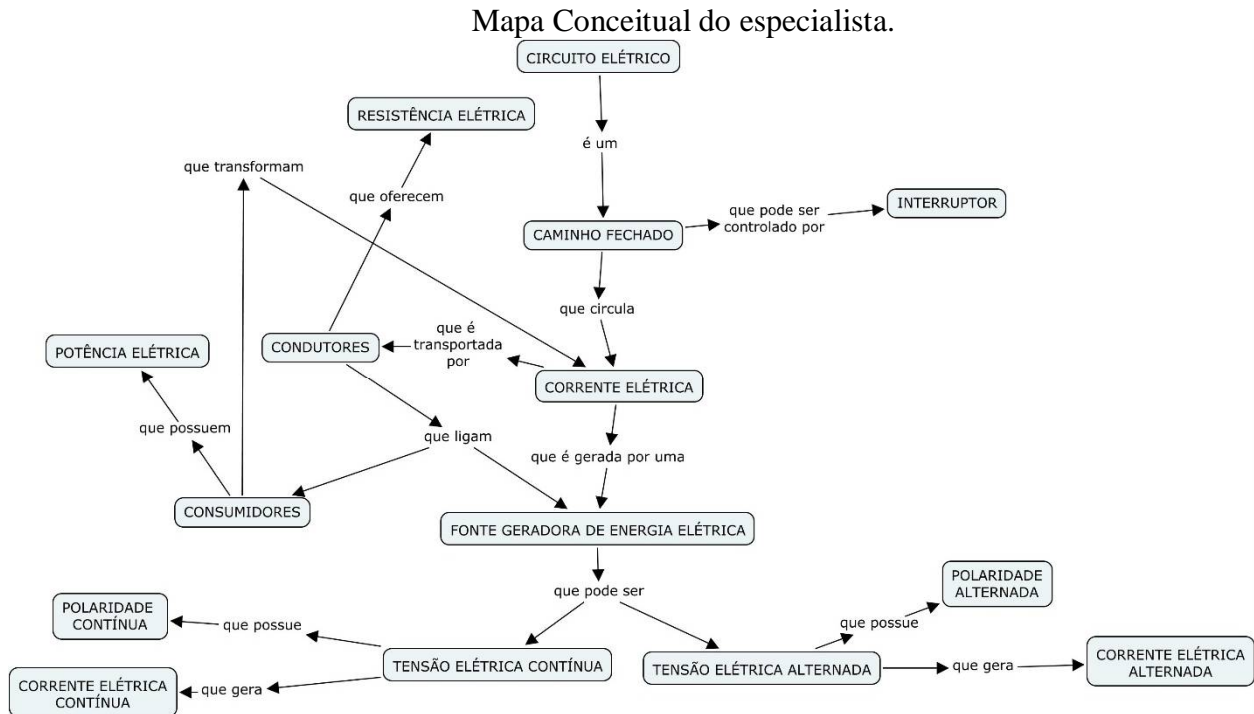 Mapa Conceitual do especialista.
CIRCUITO ELÉTRICO
RESISTÊNCIA ELÉTRICA
é um
que transformam
que oferecem
que pode ser
controlado por
INTERRUPTOR
CAMINHO FECHADO
que circula
que é
transportada
por
CONDUTORES
POTÊNCIA ELÉTRICA
CORRENTE ELÉTRICA
que possuem
que ligam
que é gerada por uma
CONSUMIDORES
FONTE GERADORA DE ENERGIA ELÉTRICA
que pode ser
POLARIDADE
ALTERNADA
POLARIDADE
CONTÍNUA
que possue
que possue
TENSÃO ELÉTRICA CONTÍNUA
TENSÃO ELÉTRICA ALTERNADA
que gera
CORRENTE ELÉTRICA
ALTERNADA
CORRENTE ELÉTRICA
CONTÍNUA
que gera